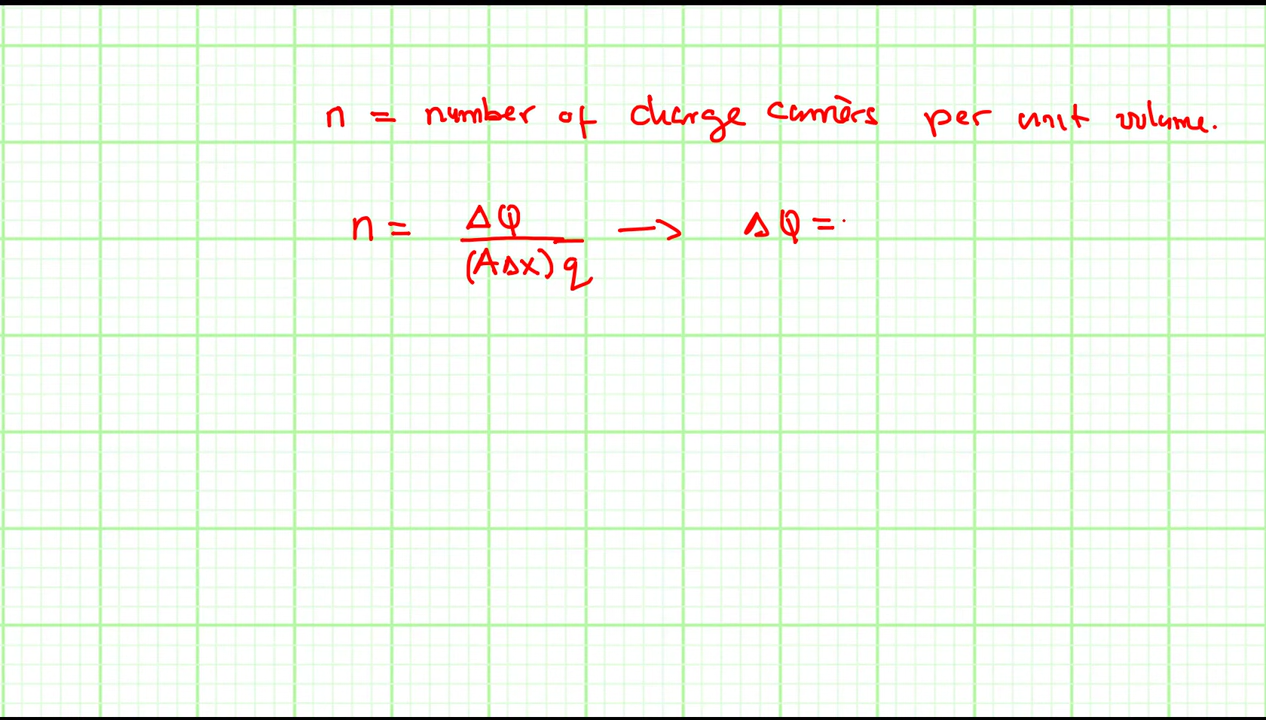 n = number of charge carriers per unit volume.
n = ΔQ / (AΔx) q → ΔQ =